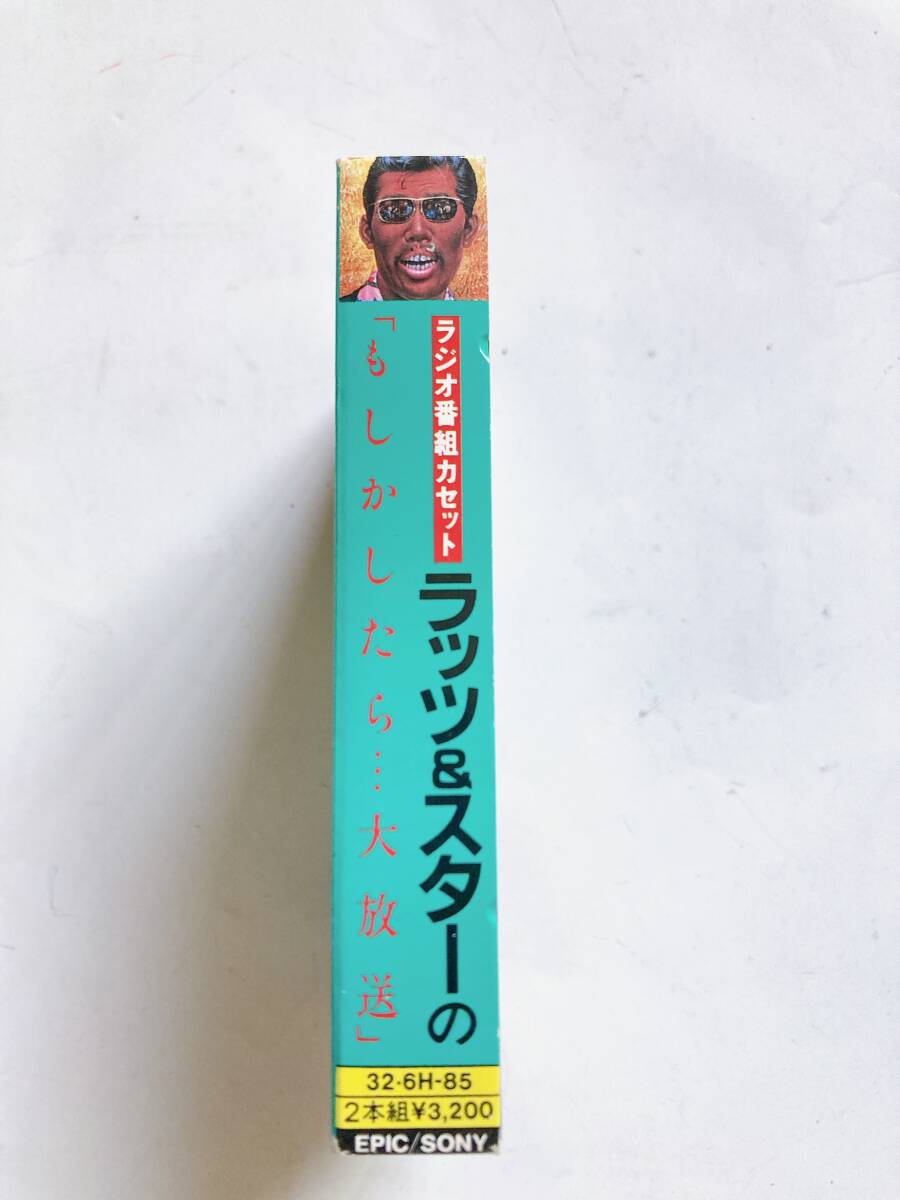 ラジオ番組カセット
ラッツ&スターの
「もしかしたら…大放送」
32・6H-85
2本組¥3,200
EPIC/SONY